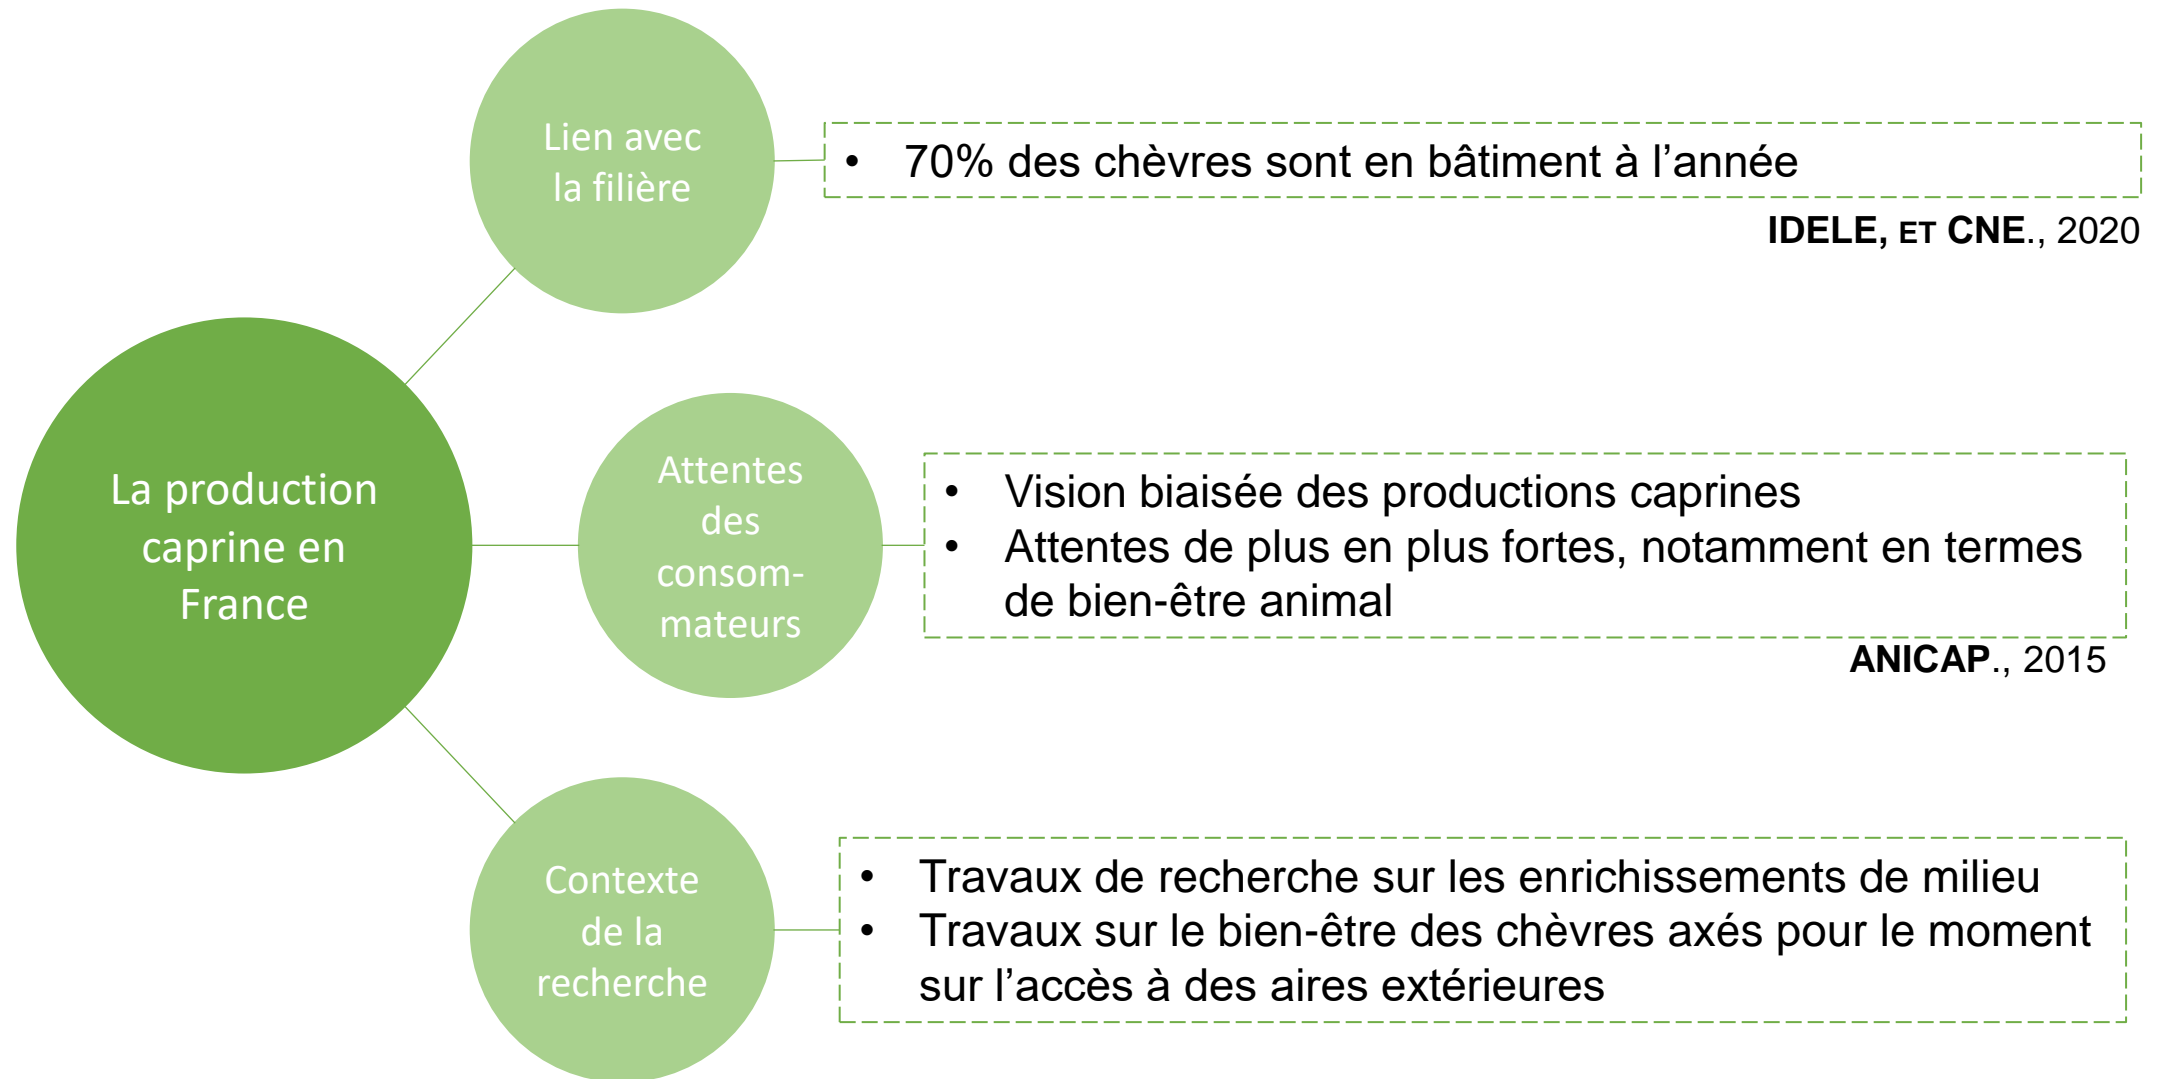 La production
caprine en
France
Lien avec
la filière
• 70% des chèvres sont en bâtiment à l’année
IDELE, ET CNE., 2020
Attentes
des
consom-
mateurs
• Vision biaisée des productions caprines
• Attentes de plus en plus fortes, notamment en termes
de bien-être animal
ANICAP., 2015
Contexte
de la
recherche
• Travaux de recherche sur les enrichissements de milieu
• Travaux sur le bien-être des chèvres axés pour le moment
sur l’accès à des aires extérieures